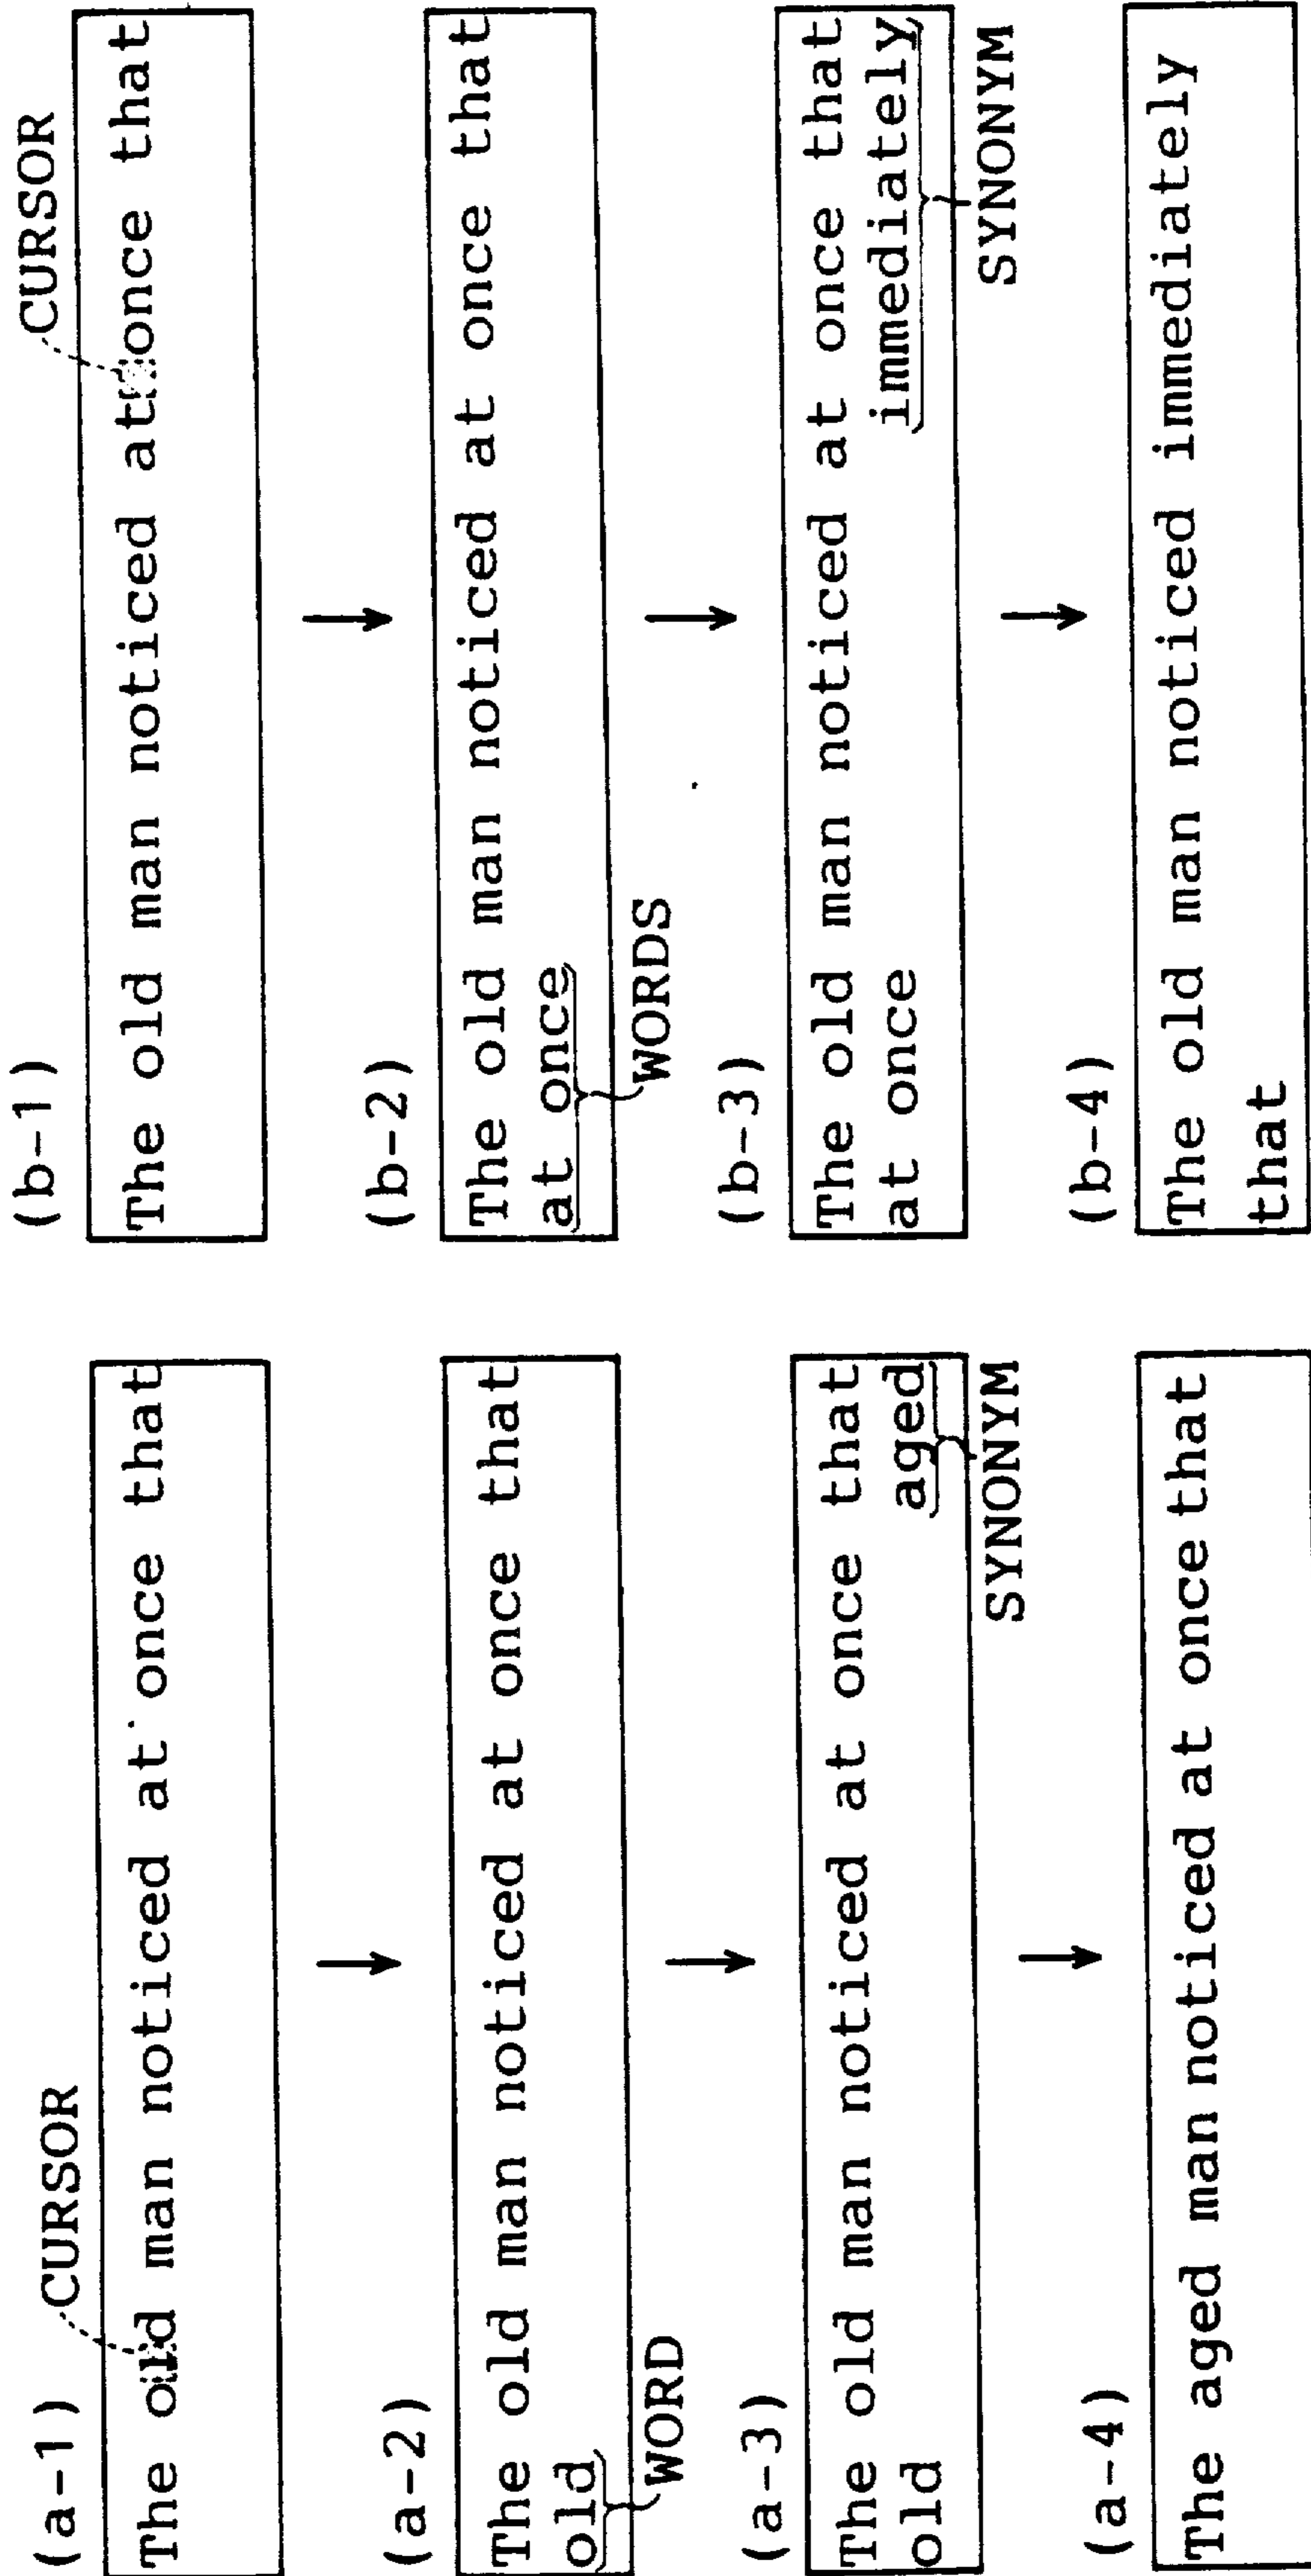 (a-1) CURSOR
The old man noticed at once that
(a-2)
The old man noticed at once that
old
WORD
(a-3)
The old man noticed at once that
old aged
SYNONYM
(a-4)
The aged man noticed at once that
(b-1) CURSOR
The old man noticed at once that
(b-2)
The old man noticed at once that
at once
WORDS
(b-3)
The old man noticed at once that
at once immediately
SYNONYM
(b-4)
The old man noticed immediately
that